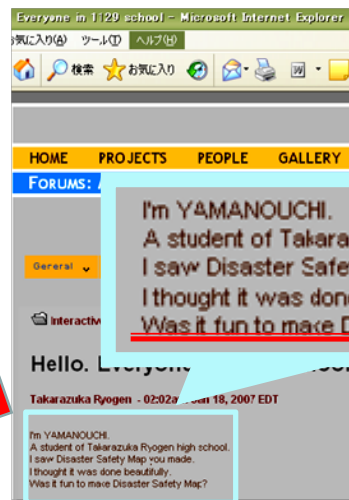 Everyone in 1129 school - Microsoft Internet Explorer
お気に入り(A) ツール(T) ヘルプ(H)
検索 お気に入り
HOME PROJECTS PEOPLE GALLERY
FORUMS:
I'm YAMANOUCHI.
A student of Takara
I saw Disaster Safe
I thought it was don
Was it fun to make D
General
Interactiv
Hello. Everyone
Takarazuka Ryogen - 02:02a 18, 2007 EDT
I'm YAMANOUCHI.
A student of Takarazuka Ryogen high school.
I saw Disaster Safety Map you made.
I thought it was done beautifully.
Was it fun to make Disaster Safety Map?